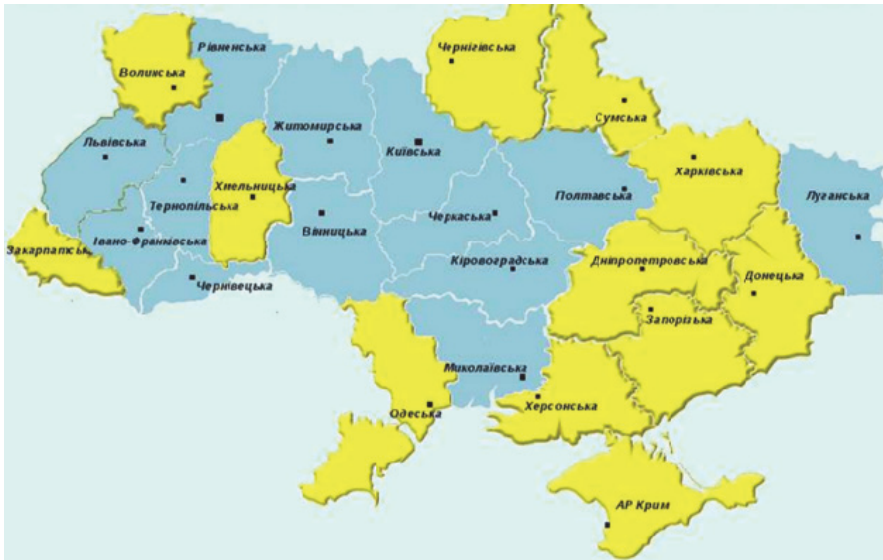 Рівненська
Чернігівська
Волинська
Сумська
Житомирська
Львівська
Київська
Харківська
Хмельницька
Полтавська
Луганська
Тернопільська
Черкаська
Вінницька
Івано-Франківська
Закарпатська
Кіровоградська
Дніпропетровська
Донецька
Чернівецька
Запорізька
Миколаївська
Херсонська
Одеська
АР Крим